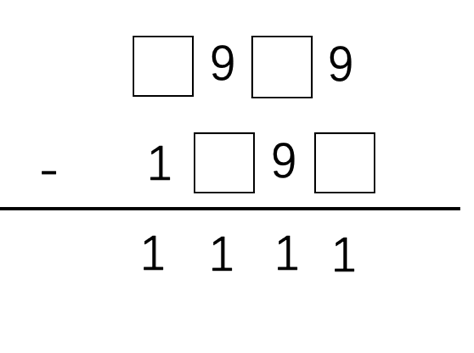 □ 9 □ 9
- 1 □ 9 □
1 1 1 1